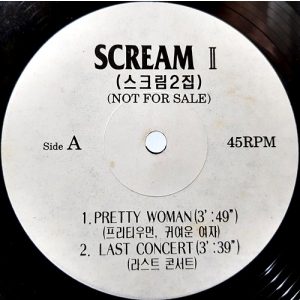 SCREAM Ⅱ
(스크림2집)
(NOT FOR SALE)
Side A
45RPM
1. PRETTY WOMAN(3':49")
(프리티우먼, 귀여운 여자)
2. LAST CONCERT(3':39")
(리스트 콘서트)